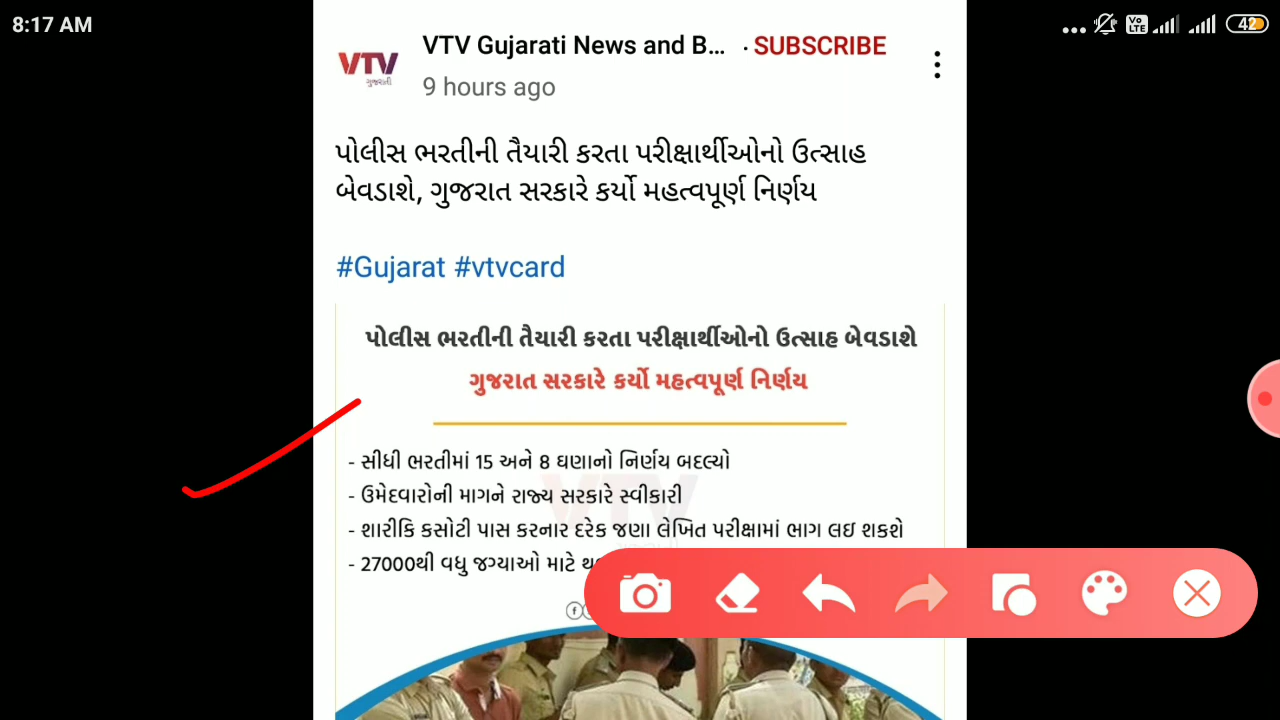 8:17 AM
42
VTV Gujarati News and B... · SUBSCRIBE
VTV
ગુજરાતી
9 hours ago
પોલીસ ભરતીની તૈયારી કરતા પરીક્ષાર્થીઓનો ઉત્સાહ
બેવડાશે, ગુજરાત સરકારે કર્યો મહત્વપૂર્ણ નિર્ણય
#Gujarat #vtvcard
પોલીસ ભરતીની તૈયારી કરતા પરીક્ષાર્થીઓનો ઉત્સાહ બેવડાશે
ગુજરાત સરકારે કર્યો મહત્વપૂર્ણ નિર્ણય
- સીધી ભરતીમાં 15 અને 8 ઘણાનો નિર્ણય બદલ્યો
- ઉમેદવારોની માગને રાજ્ય સરકારે સ્વીકારી
- શારીકિ કસોટી પાસ કરનાર દરેક જણા લેખિત પરીક્ષામાં ભાગ લઇ શકશે
- 27000થી વધુ જગ્યાઓ માટે